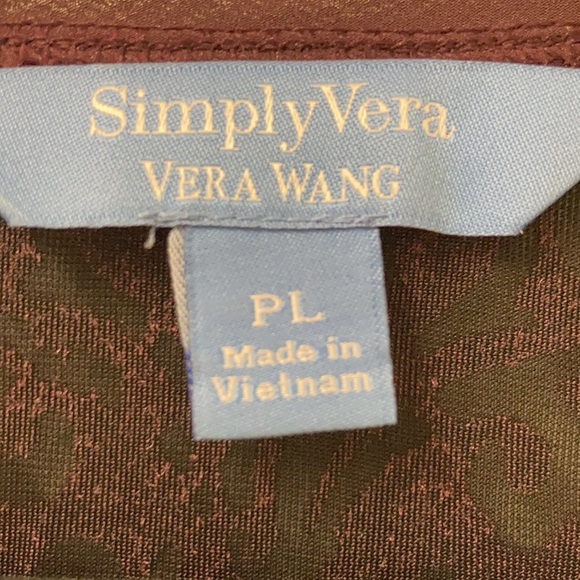 SimplyVera
VERA WANG
PL
Made in
Vietnam